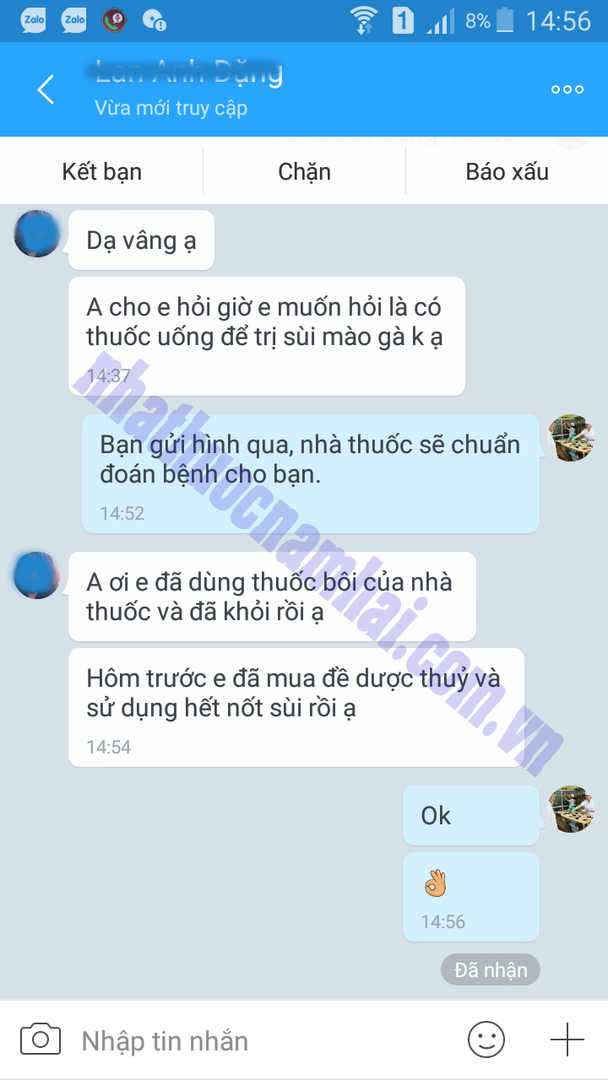 Zalo
Zalo
1
8%
14:56
Lan Anh Dặng
Vừa mới truy cập
Kết bạn
Chặn
Báo xấu
Dạ vâng ạ
A cho e hỏi giờ e muốn hỏi là có
thuốc uống để trị sùi mào gà k ạ
14:37
Bạn gửi hình qua, nhà thuốc sẽ chuẩn
đoán bệnh cho bạn.
14:52
A ơi e đã dùng thuốc bôi của nhà
thuốc và đã khỏi rồi ạ
Hôm trước e đã mua đề dược thuỷ và
sử dụng hết nốt sùi rồi ạ
14:54
Ok
14:56
Đã nhận
Nhập tin nhắn
nhathuocnamlai.com.vn